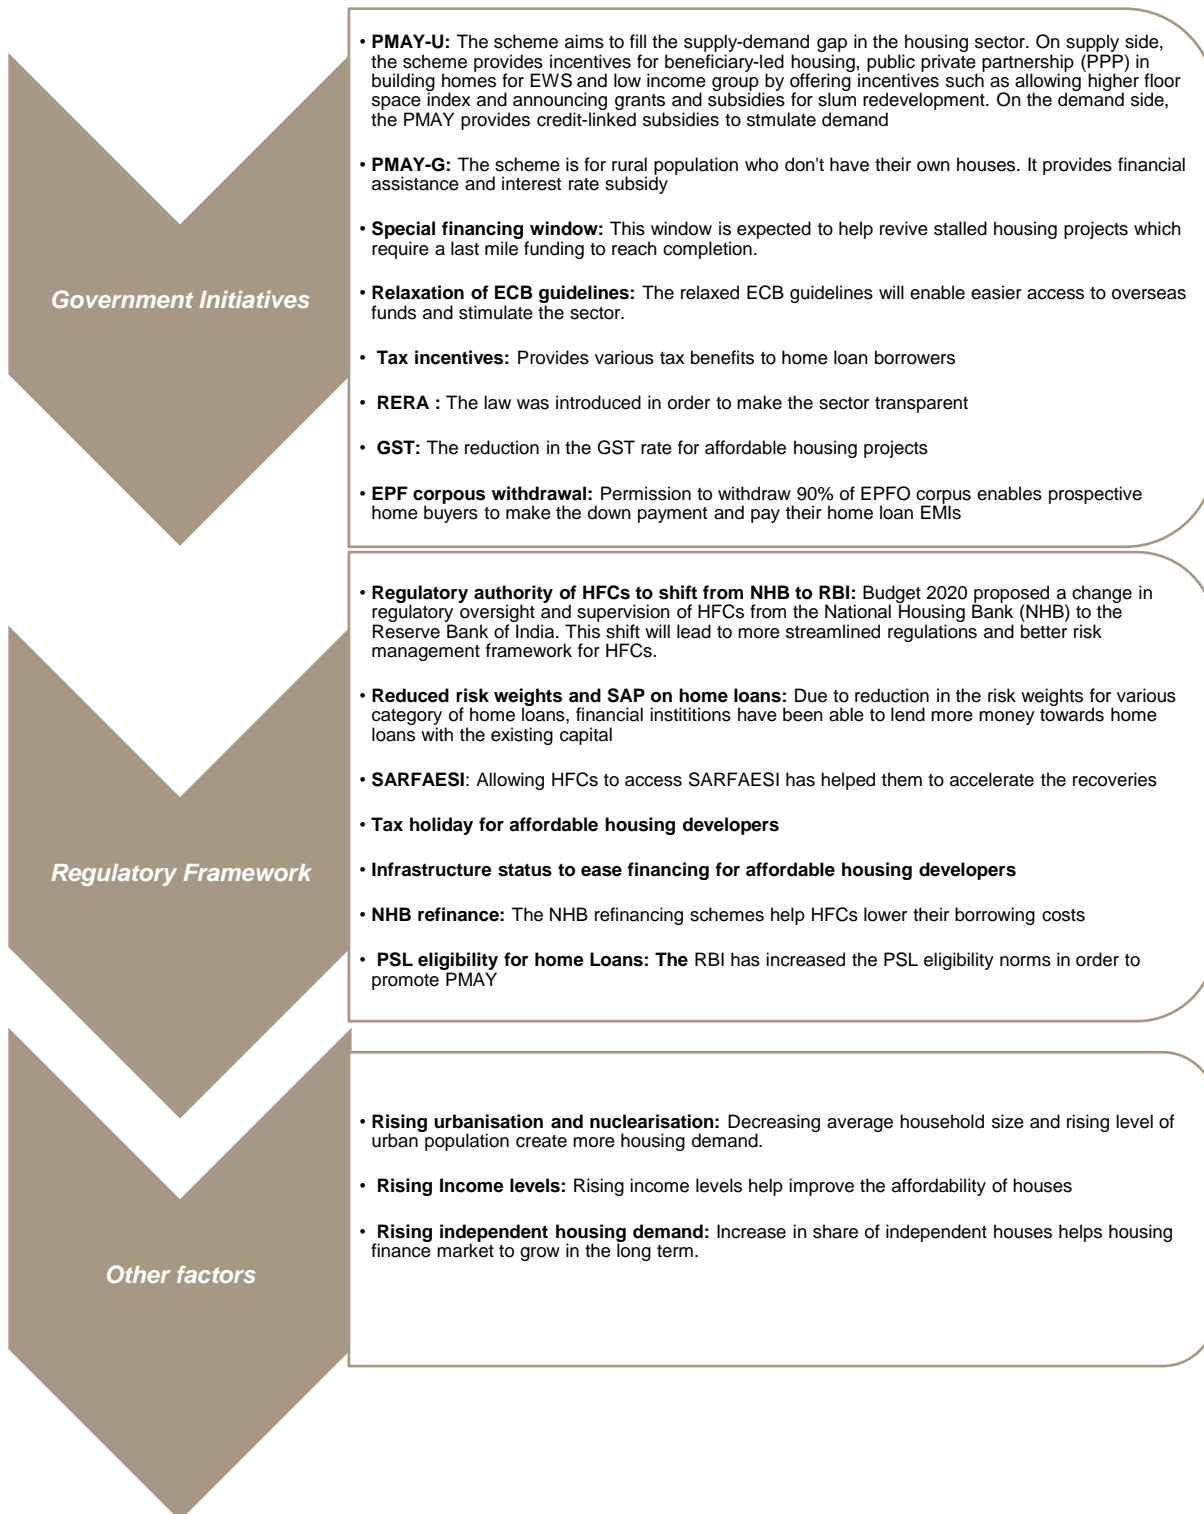 Government Initiatives
• PMAY-U: The scheme aims to fill the supply-demand gap in the housing sector. On supply side,
the scheme provides incentives for beneficiary-led housing, public private partnership (PPP) in
building homes for EWS and low income group by offering incentives such as allowing higher floor
space index and announcing grants and subsidies for slum redevelopment. On the demand side,
the PMAY provides credit-linked subsidies to stmulate demand
• PMAY-G: The scheme is for rural population who don't have their own houses. It provides financial
assistance and interest rate subsidy
• Special financing window: This window is expected to help revive stalled housing projects which
require a last mile funding to reach completion.
• Relaxation of ECB guidelines: The relaxed ECB guidelines will enable easier access to overseas
funds and stimulate the sector.
• Tax incentives: Provides various tax benefits to home loan borrowers
• RERA : The law was introduced in order to make the sector transparent
• GST: The reduction in the GST rate for affordable housing projects
• EPF corpous withdrawal: Permission to withdraw 90% of EPFO corpus enables prospective
home buyers to make the down payment and pay their home loan EMIs
Regulatory Framework
• Regulatory authority of HFCs to shift from NHB to RBI: Budget 2020 proposed a change in
regulatory oversight and supervision of HFCs from the National Housing Bank (NHB) to the
Reserve Bank of India. This shift will lead to more streamlined regulations and better risk
management framework for HFCs.
• Reduced risk weights and SAP on home loans: Due to reduction in the risk weights for various
category of home loans, financial instititions have been able to lend more money towards home
loans with the existing capital
• SARFAESI: Allowing HFCs to access SARFAESI has helped them to accelerate the recoveries
• Tax holiday for affordable housing developers
• Infrastructure status to ease financing for affordable housing developers
• NHB refinance: The NHB refinancing schemes help HFCs lower their borrowing costs
• PSL eligibility for home Loans: The RBI has increased the PSL eligibility norms in order to
promote PMAY
Other factors
• Rising urbanisation and nuclearisation: Decreasing average household size and rising level of
urban population create more housing demand.
• Rising Income levels: Rising income levels help improve the affordability of houses
• Rising independent housing demand: Increase in share of independent houses helps housing
finance market to grow in the long term.